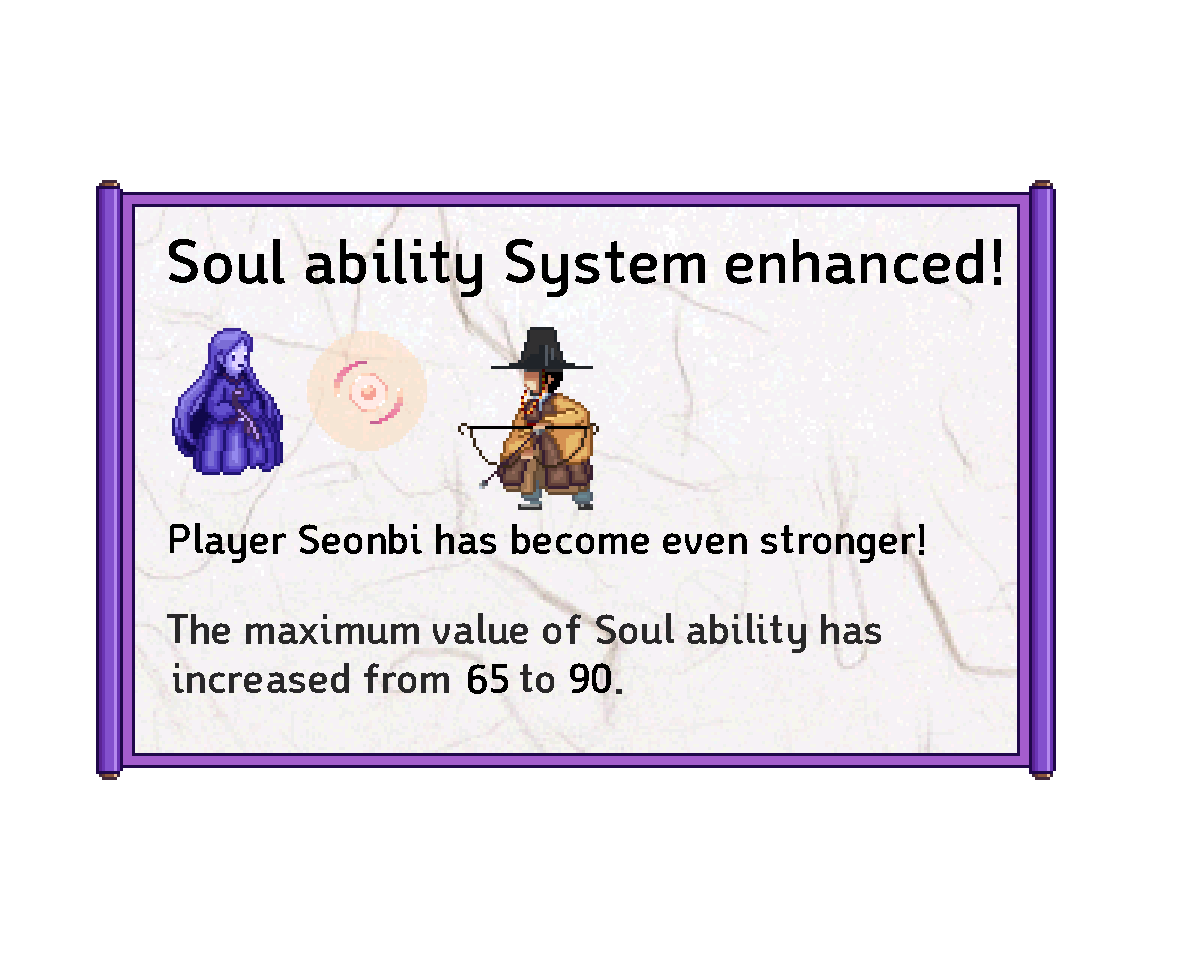 Soul ability System enhanced!
Player Seonbi has become even stronger!
The maximum value of Soul ability has
increased from 65 to 90.